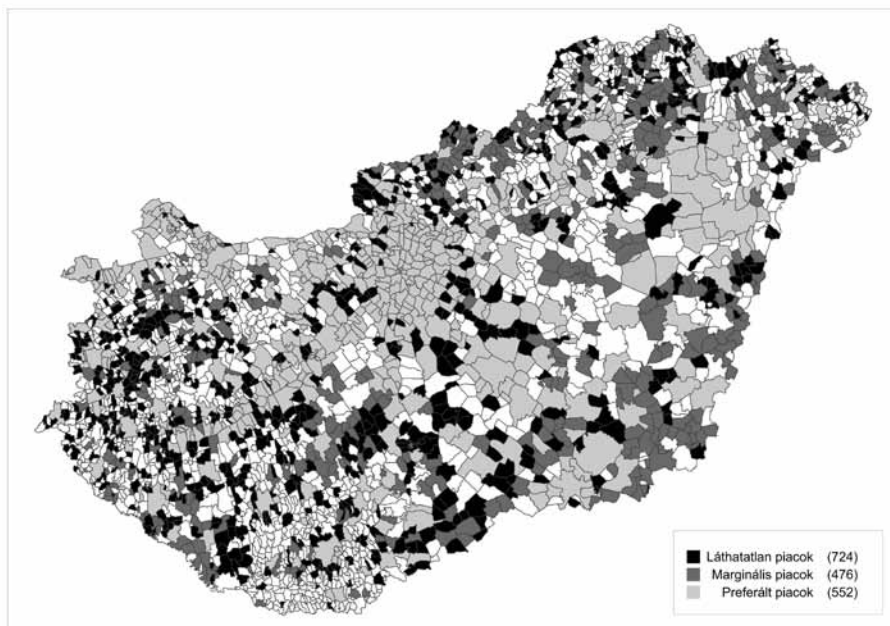 Láthatatlan piacok (724)
Marginális piacok (476)
Preferált piacok (552)